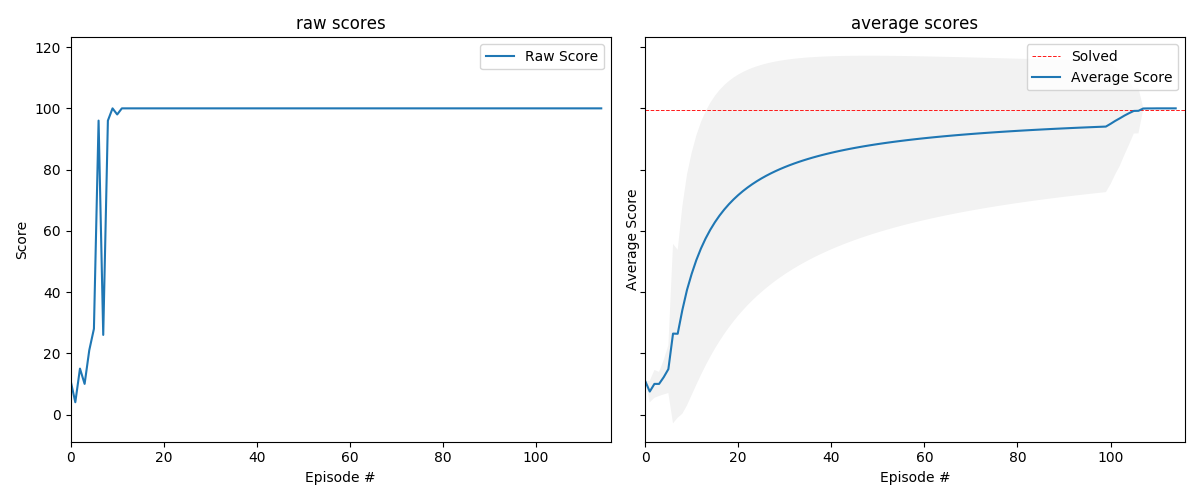 raw scores
Score
120
100
80
60
40
20
0
Raw Score
0 20 40 60 80 100
Episode #
average scores
Average Score
Solved
Average Score
0 20 40 60 80 100
Episode #